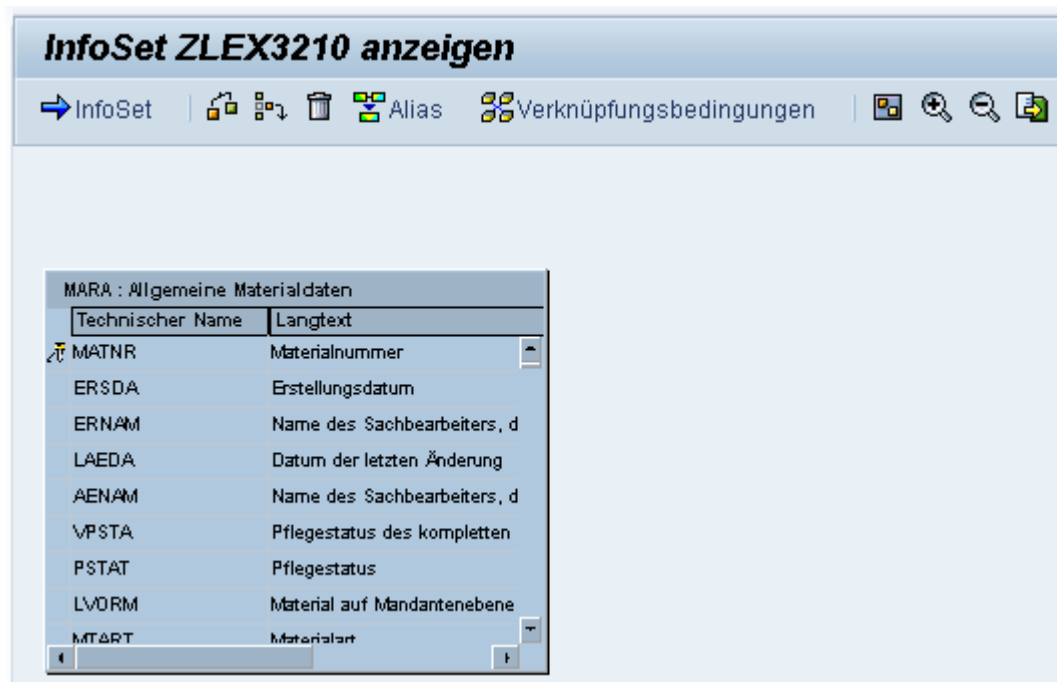 InfoSet ZLEX3210 anzeigen
InfoSet Alias Verknüpfungsbedingungen
MARA : Allgemeine Materialdaten
Technischer Name Langtext
MATNR Materialnummer
ERSDA Erstellungsdatum
ERNAM Name des Sachbearbeiters, d
LAEDA Datum der letzten Änderung
AENAM Name des Sachbearbeiters, d
VPSTA Pflegestatus des kompletten
PSTAT Pflegestatus
LVORM Material auf Mandantenebene
MTART Materialart